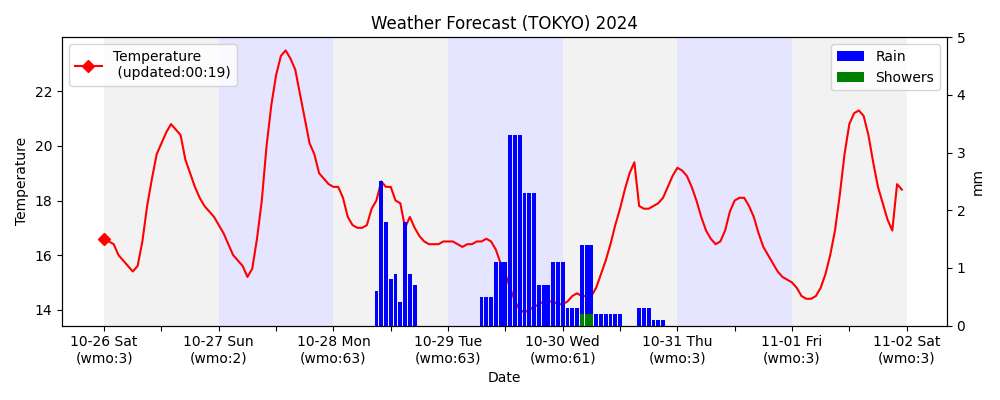 Weather Forecast (TOKYO) 2024
Temperature
(updated:00:19)
Rain
Showers
Temperature
22
20
18
16
14
5
4
3
2
1
0
mm
10-26 Sat
(wmo:3)
10-27 Sun
(wmo:2)
10-28 Mon
(wmo:63)
10-29 Tue
(wmo:63)
10-30 Wed
(wmo:61)
10-31 Thu
(wmo:3)
11-01 Fri
(wmo:3)
11-02 Sat
(wmo:3)
Date